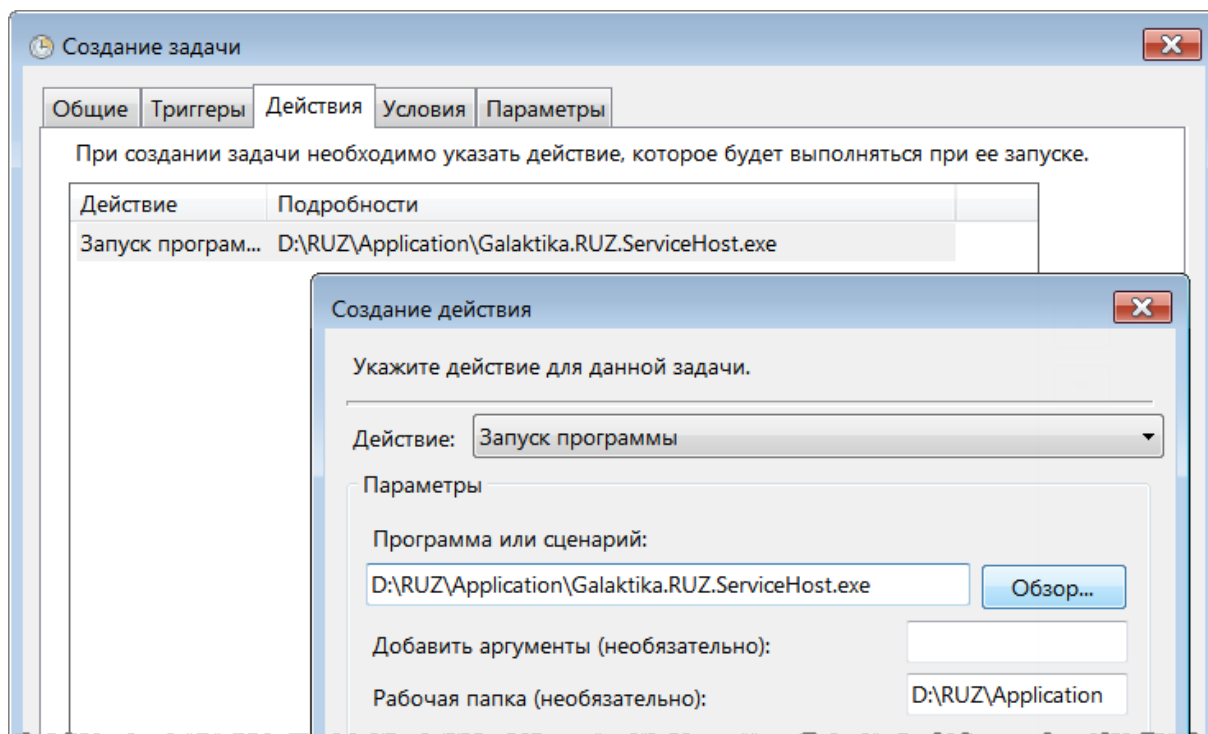 Создание задачи
Общие Триггеры Действия Условия Параметры
При создании задачи необходимо указать действие, которое будет выполняться при ее запуске.
Действие Подробности
Запуск програм... D:\RUZ\Application\Galaktika.RUZ.ServiceHost.exe
Создание действия
Укажите действие для данной задачи.
Действие: Запуск программы
Параметры
Программа или сценарий:
D:\RUZ\Application\Galaktika.RUZ.ServiceHost.exe Обзор...
Добавить аргументы (необязательно):
Рабочая папка (необязательно): D:\RUZ\Application